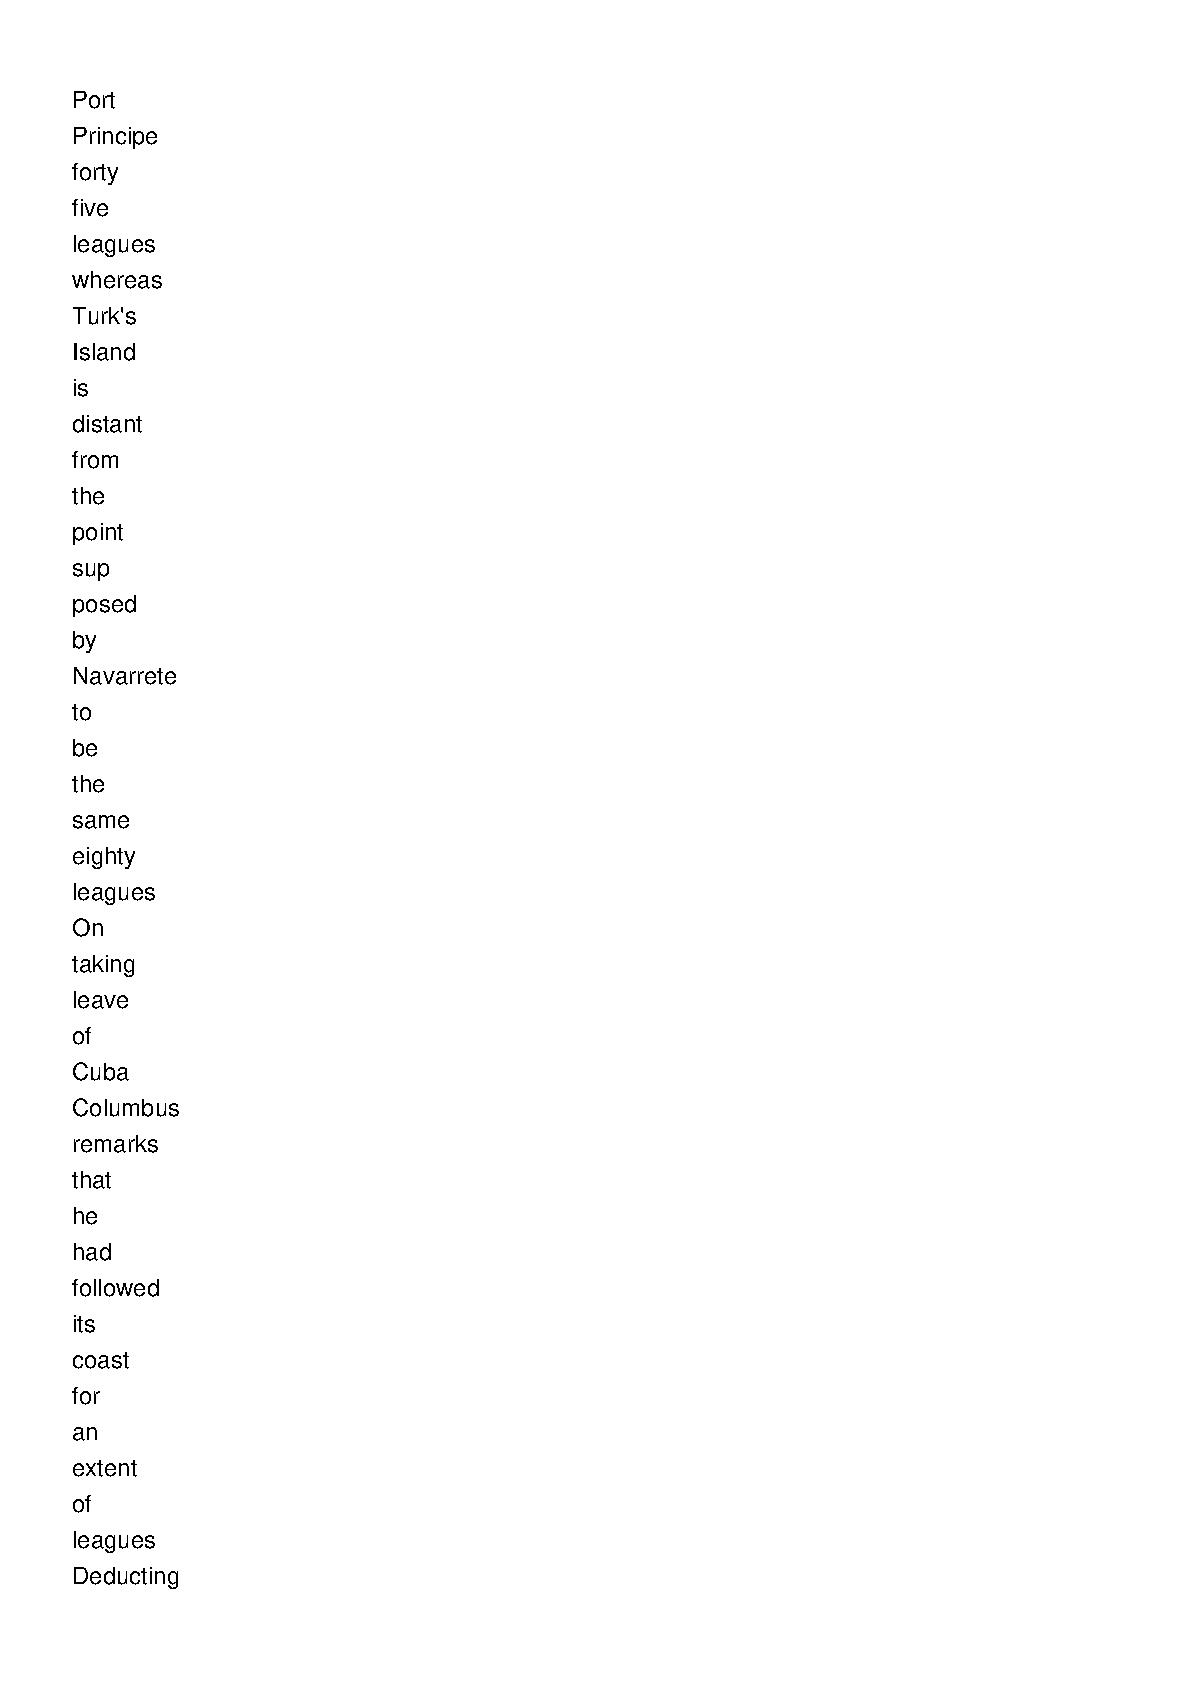 Port
Principe
forty
five
leagues
whereas
Turk's
Island
is
distant
from
the
point
sup
posed
by
Navarrete
to
be
the
same
eighty
leagues
On
taking
leave
of
Cuba
Columbus
remarks
that
he
had
followed
its
coast
for
an
extent
of
leagues
Deducting